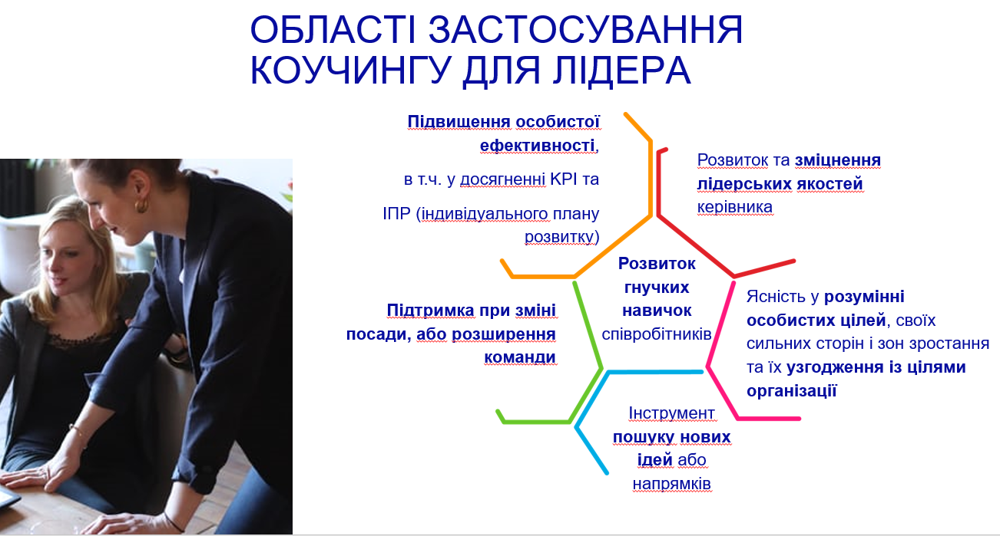 ОБЛАСТІ ЗАСТОСУВАННЯ
КОУЧИНГУ ДЛЯ ЛІДЕРА
Підвищення особистої
ефективності,
в т.ч. у досягненні KPI та
ІПР (індивідуального плану
розвитку)
Розвиток та зміцнення
лідерських якостей
керівника
Розвиток
гнучких
навичок
співробітників
Підтримка при зміні
посади, або розширення
команди
Ясність у розумінні
особистих цілей, своїх
сильних сторін і зон зростання
та їх узгодження із цілями
організації
Інструмент
пошуку нових
ідей або
напрямків